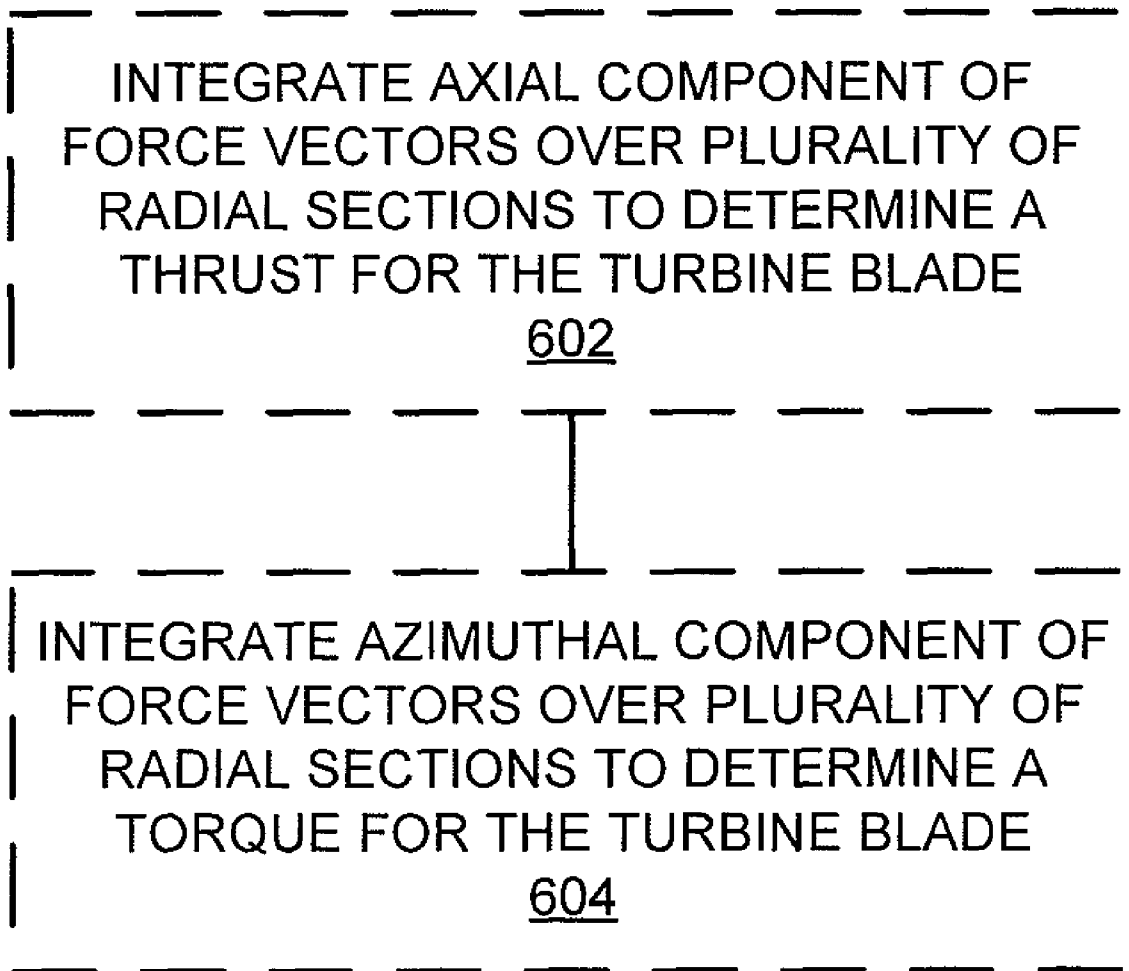 INTEGRATE AXIAL COMPONENT OF
FORCE VECTORS OVER PLURALITY OF
RADIAL SECTIONS TO DETERMINE A
THRUST FOR THE TURBINE BLADE
602
INTEGRATE AZIMUTHAL COMPONENT OF
FORCE VECTORS OVER PLURALITY OF
RADIAL SECTIONS TO DETERMINE A
TORQUE FOR THE TURBINE BLADE
604